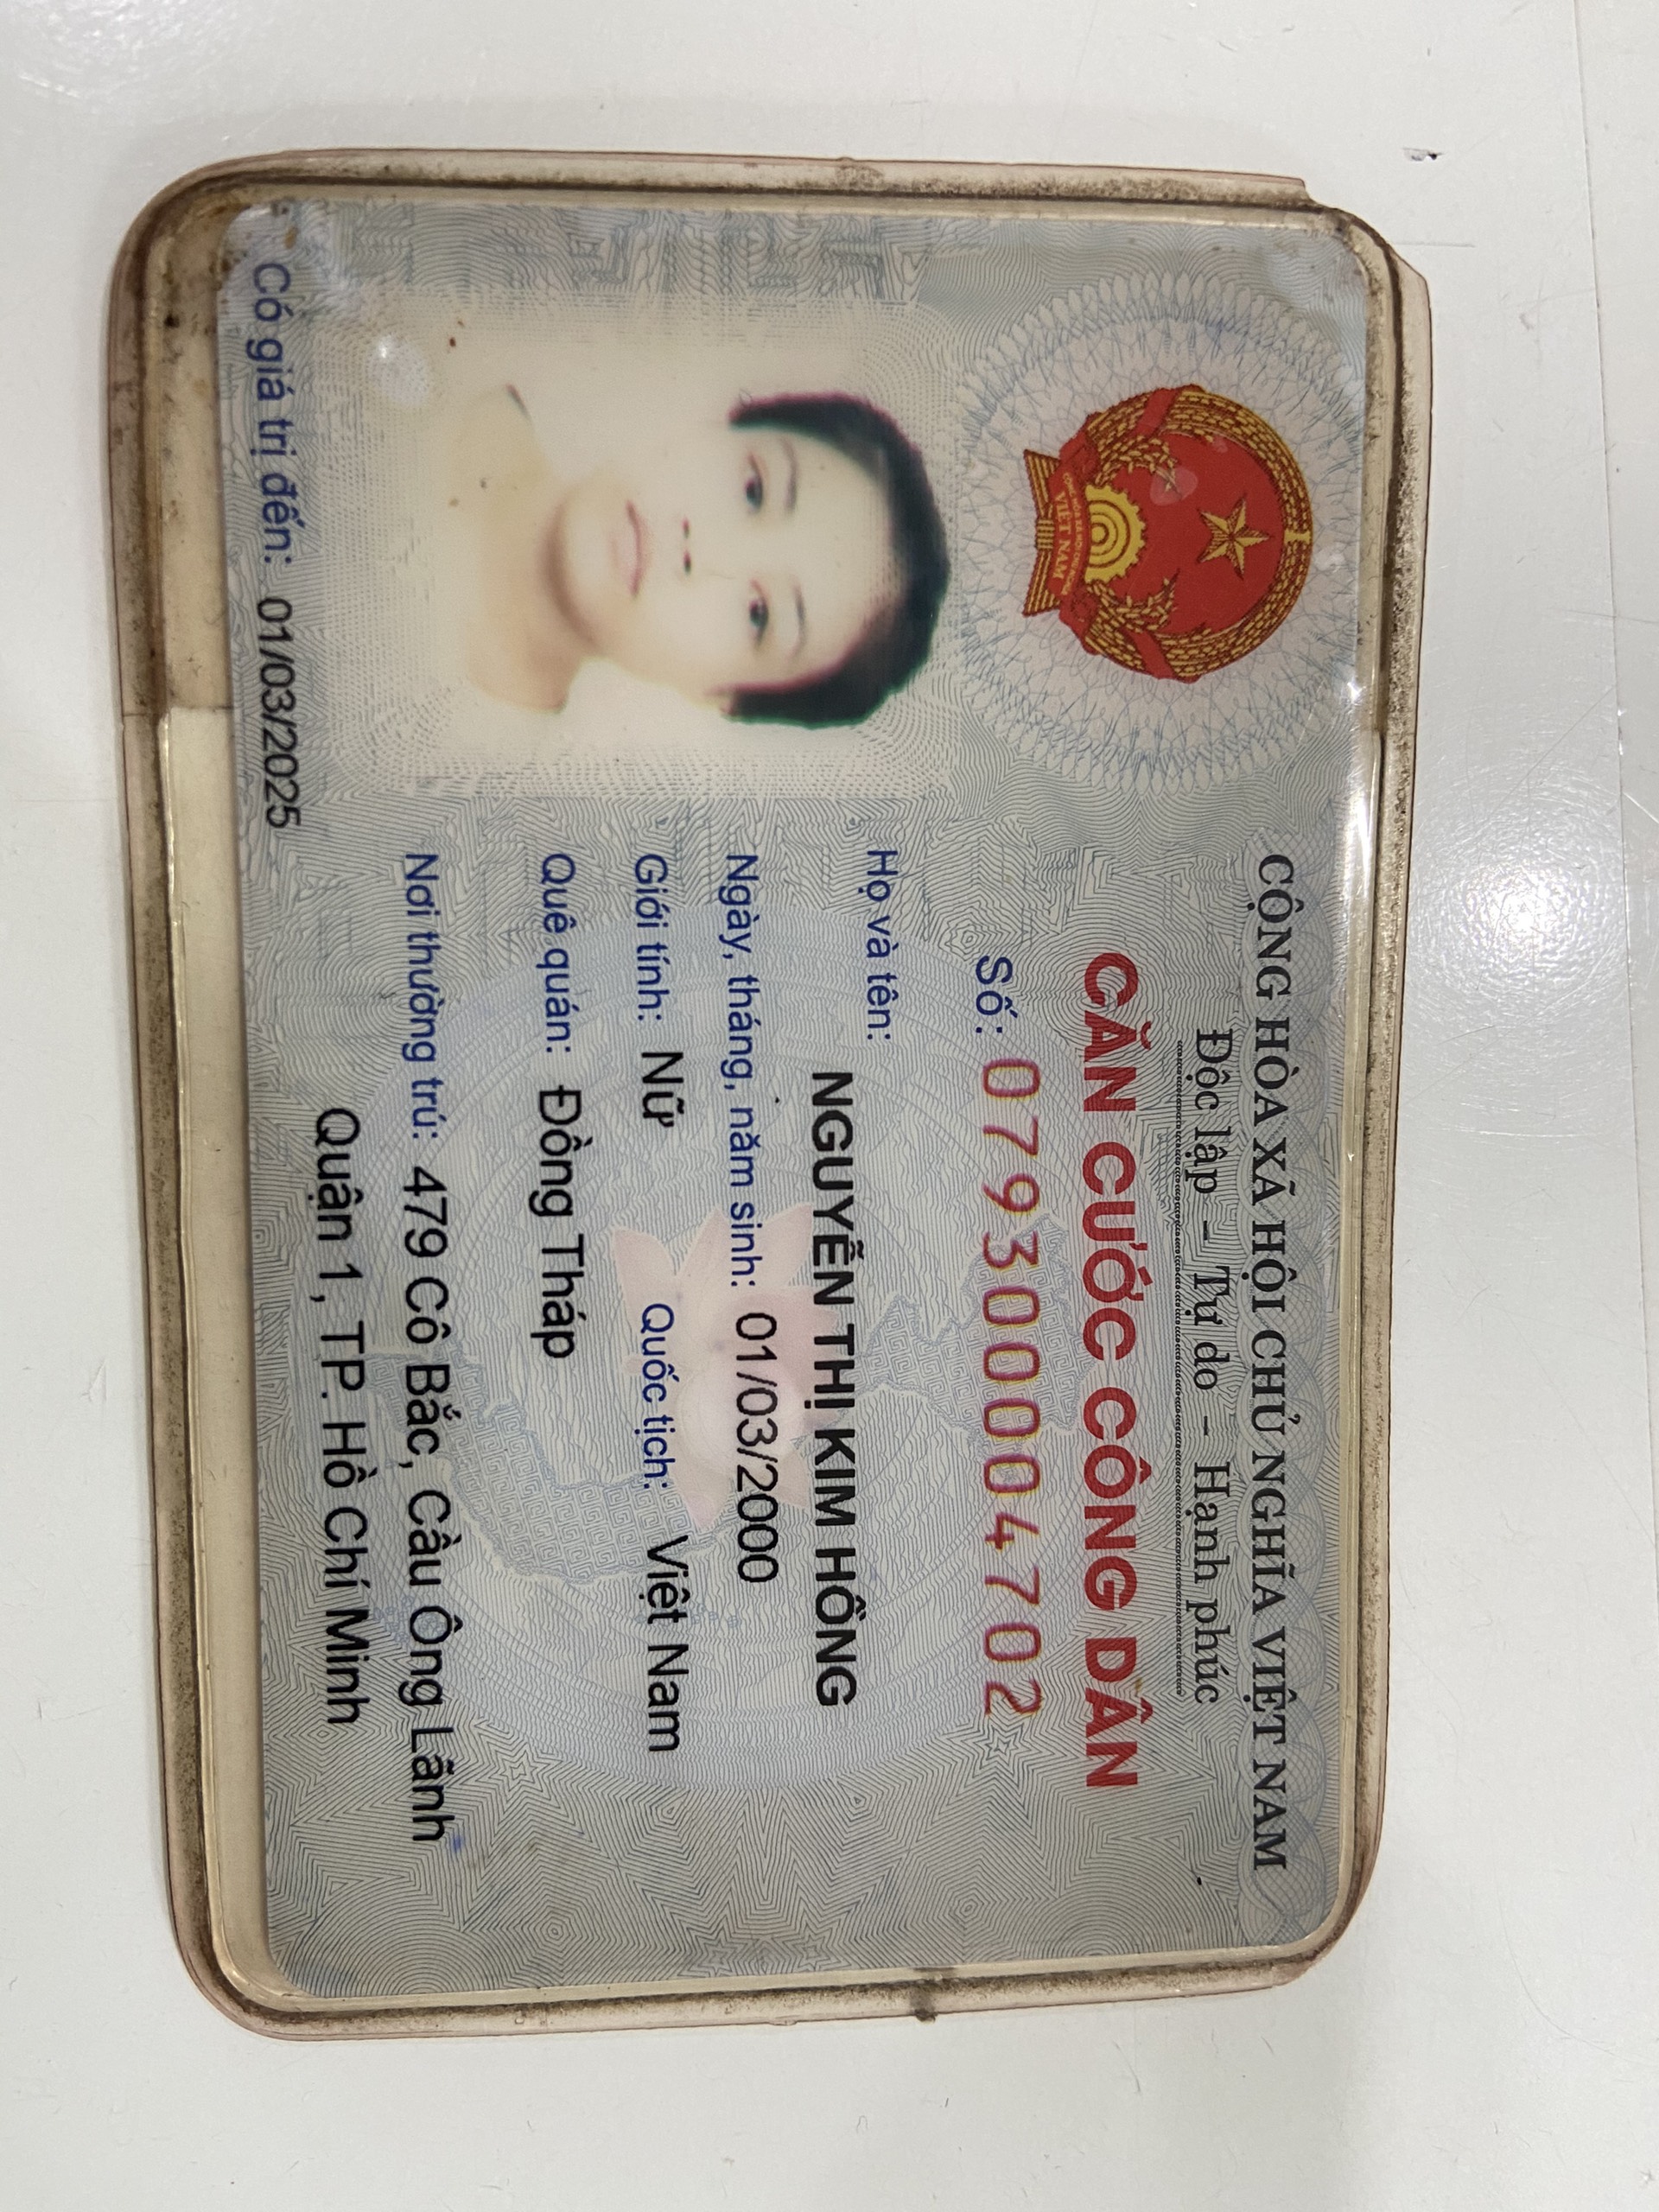 CỘNG HÒA XÃ HỘI CHỦ NGHĨA VIỆT NAM
Độc lập - Tự do - Hạnh phúc
CĂN CƯỚC CÔNG DÂN
Số: 079300004702
Họ và tên:
NGUYỄN THỊ KIM HỒNG
Ngày, tháng, năm sinh: 01/03/2000
Giới tính: Nữ Quốc tịch: Việt Nam
Quê quán: Đồng Tháp
Nơi thường trú: 479 Cô Bắc, Cầu Ông Lãnh
Quận 1, TP. Hồ Chí Minh
Có giá trị đến: 01/03/2025
VIỆT NAM